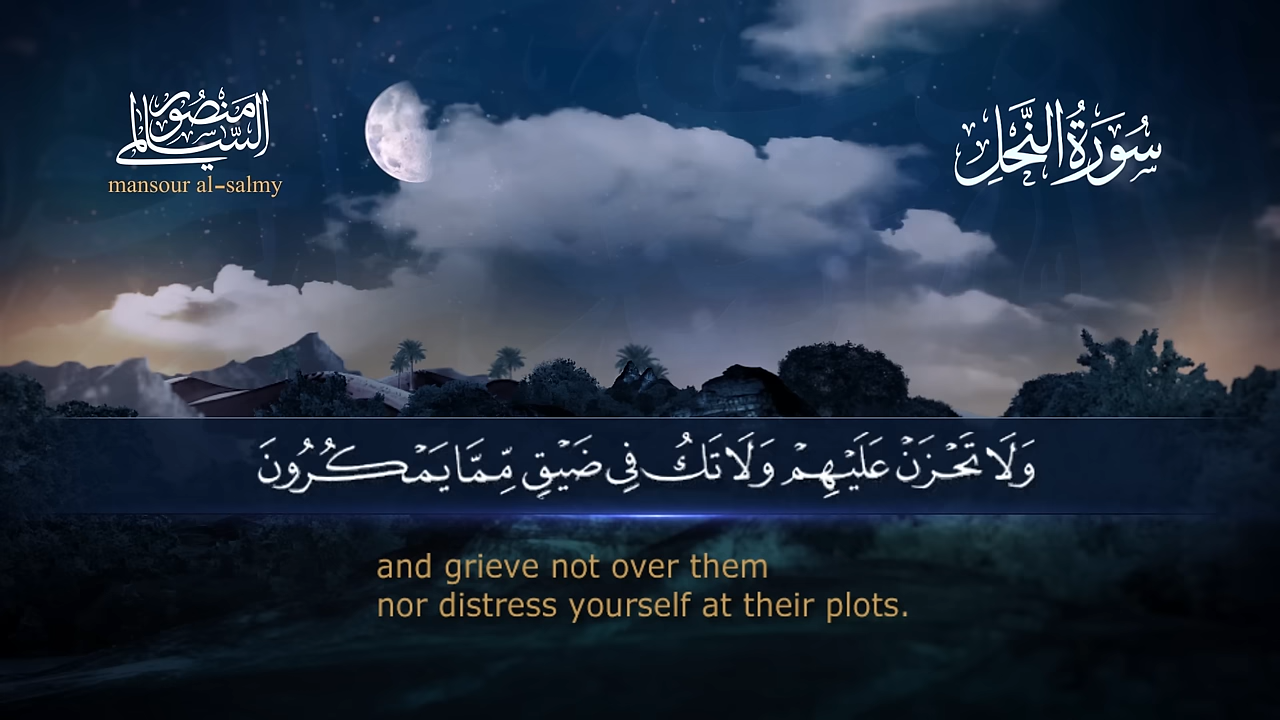 منصور
السالمي
mansour al-salmy
سُورَةُ النَّحْلِ
وَلَا تَحْزَنْ عَلَيْهِمْ وَلَا تَكُ فِي ضَيْقٍ مِّمَّا يَمْكُرُونَ
and grieve not over them
nor distress yourself at their plots.